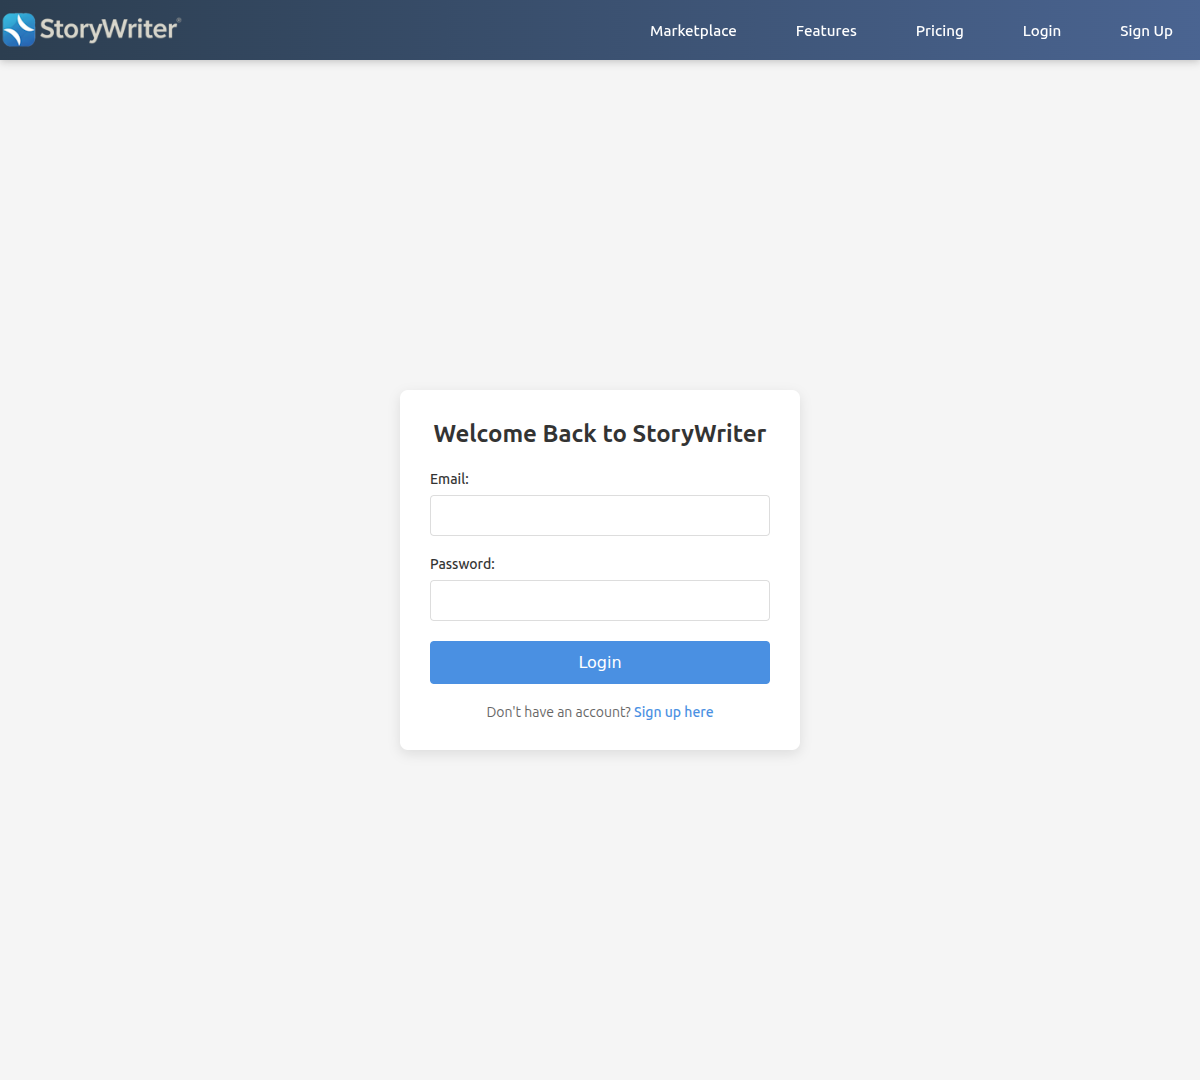 StoryWriter®
Marketplace
Features
Pricing
Login
Sign Up
Welcome Back to StoryWriter
Email:
Password:
Login
Don't have an account? Sign up here